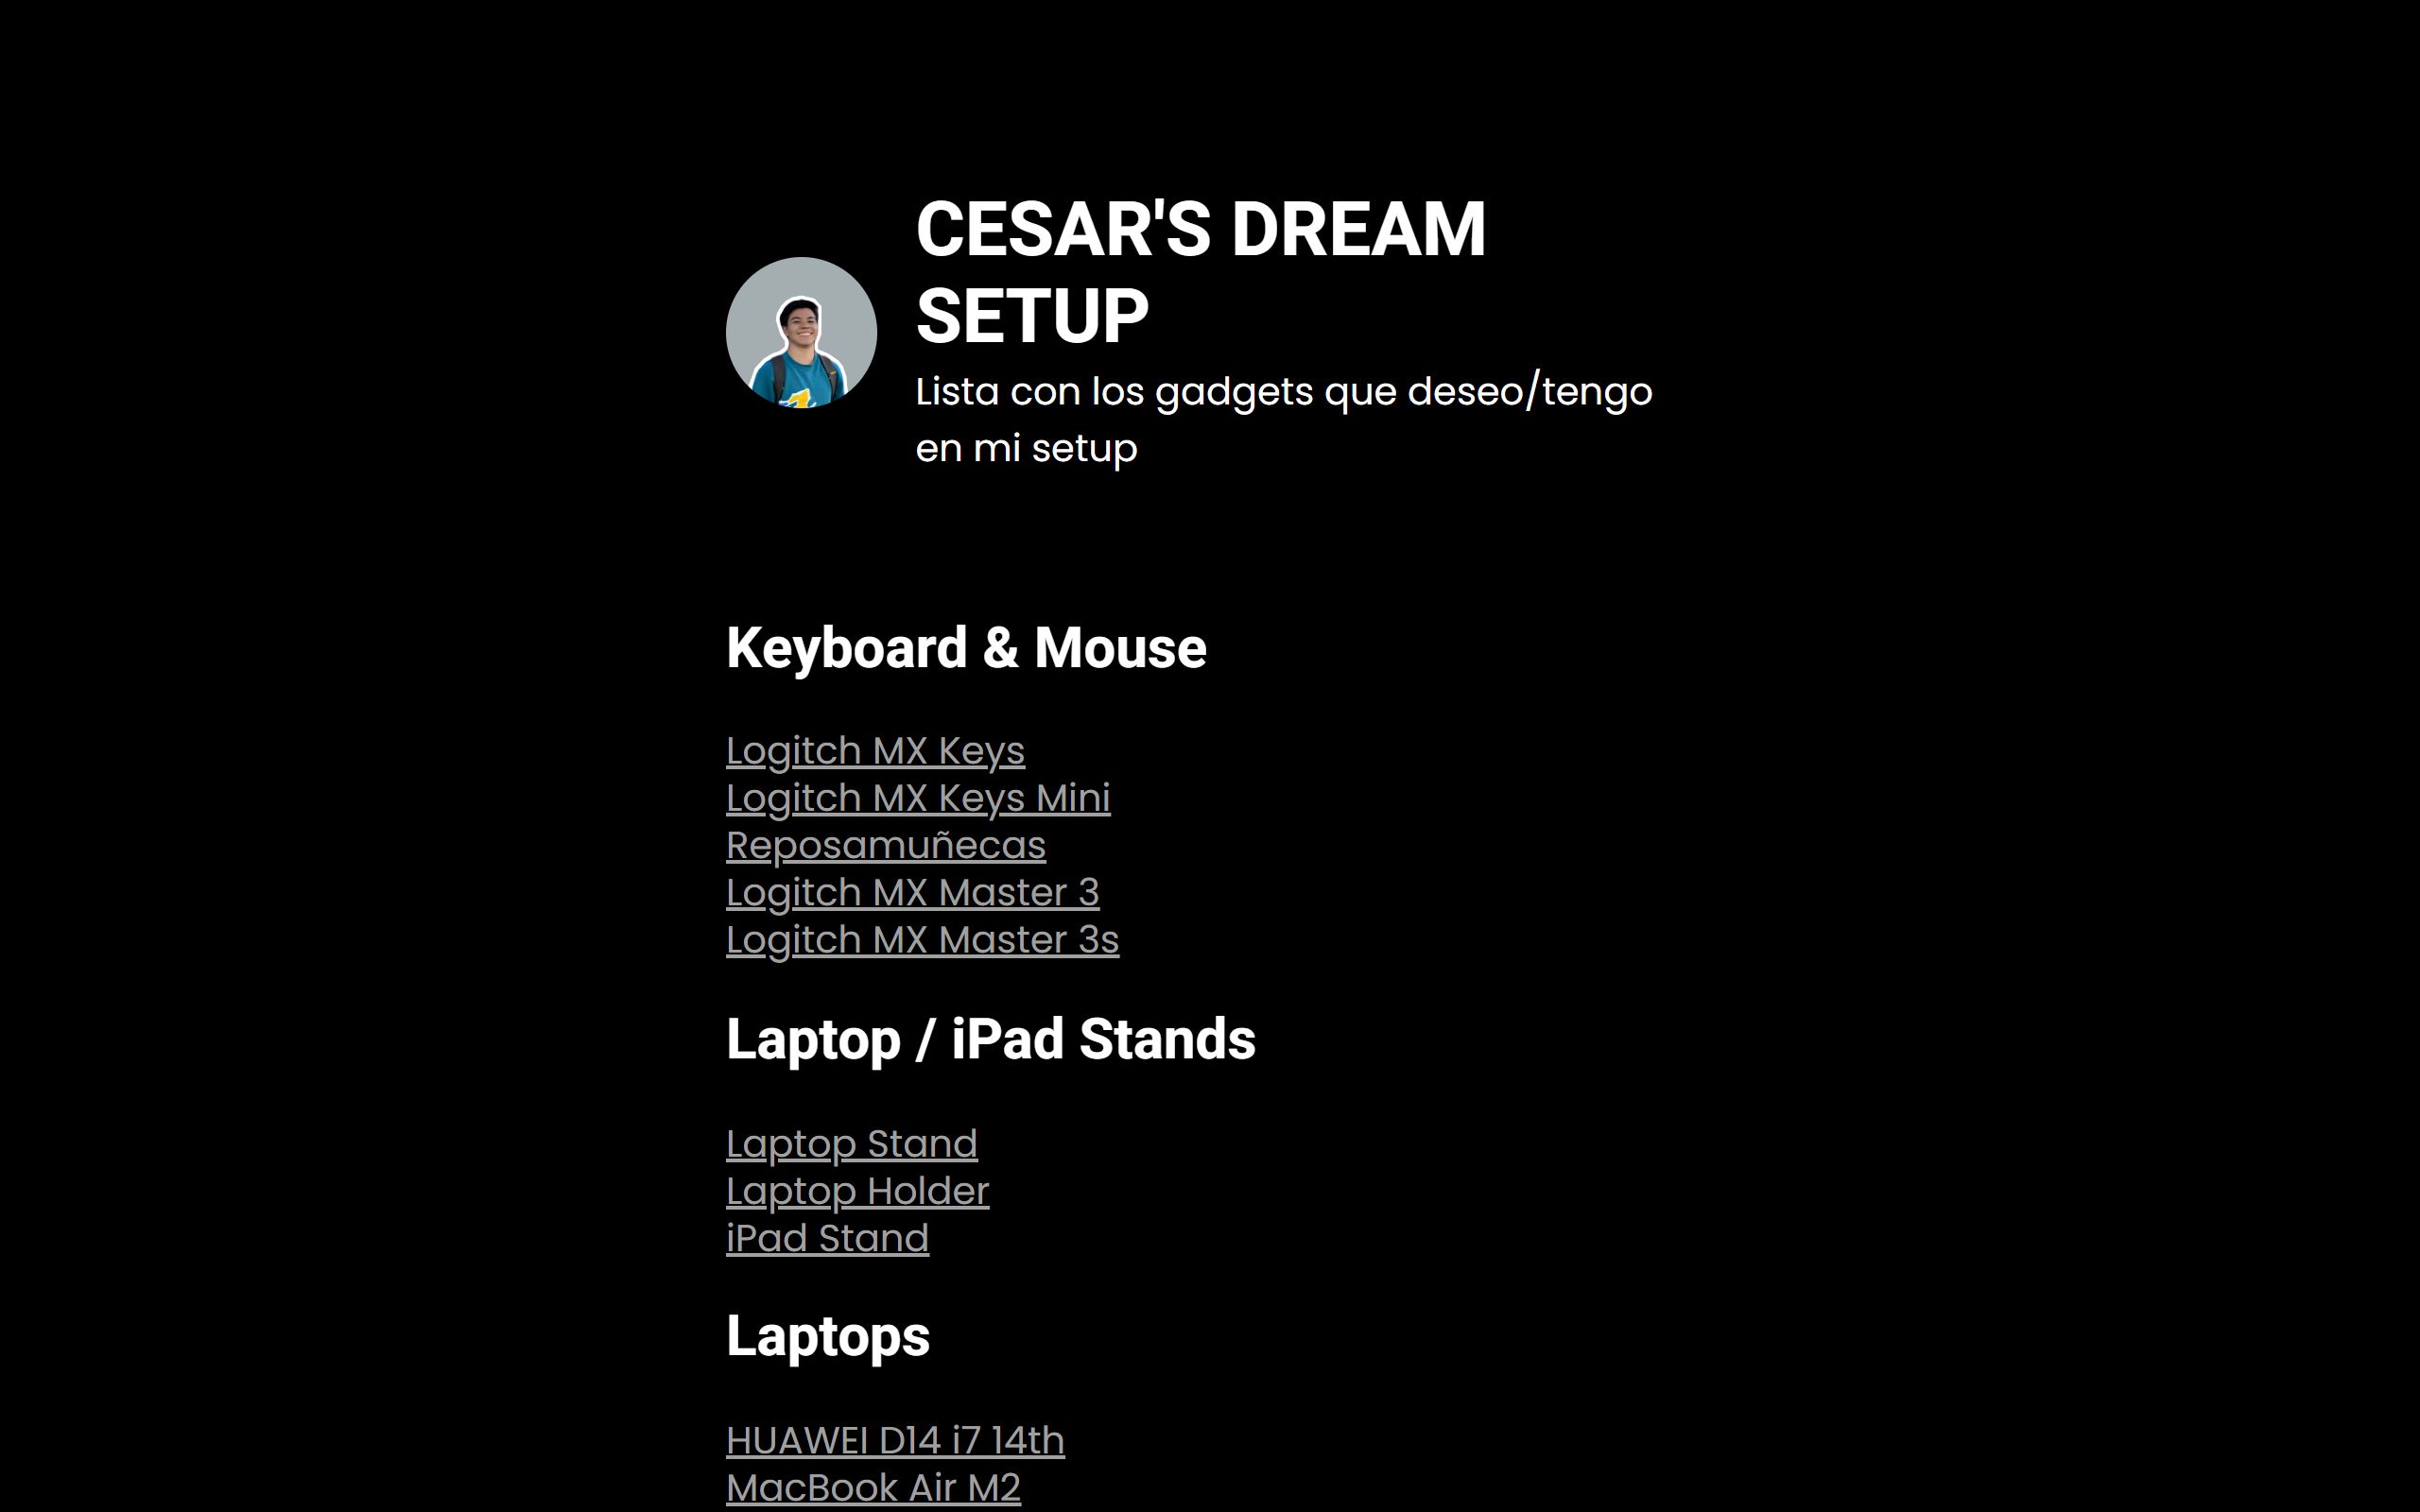 CESAR'S DREAM
SETUP
Lista con los gadgets que deseo/tengo
en mi setup
Keyboard & Mouse
Logitch MX Keys
Logitch MX Keys Mini
Reposamuñecas
Logitch MX Master 3
Logitch MX Master 3s
Laptop / iPad Stands
Laptop Stand
Laptop Holder
iPad Stand
Laptops
HUAWEI D14 i7 14th
MacBook Air M2